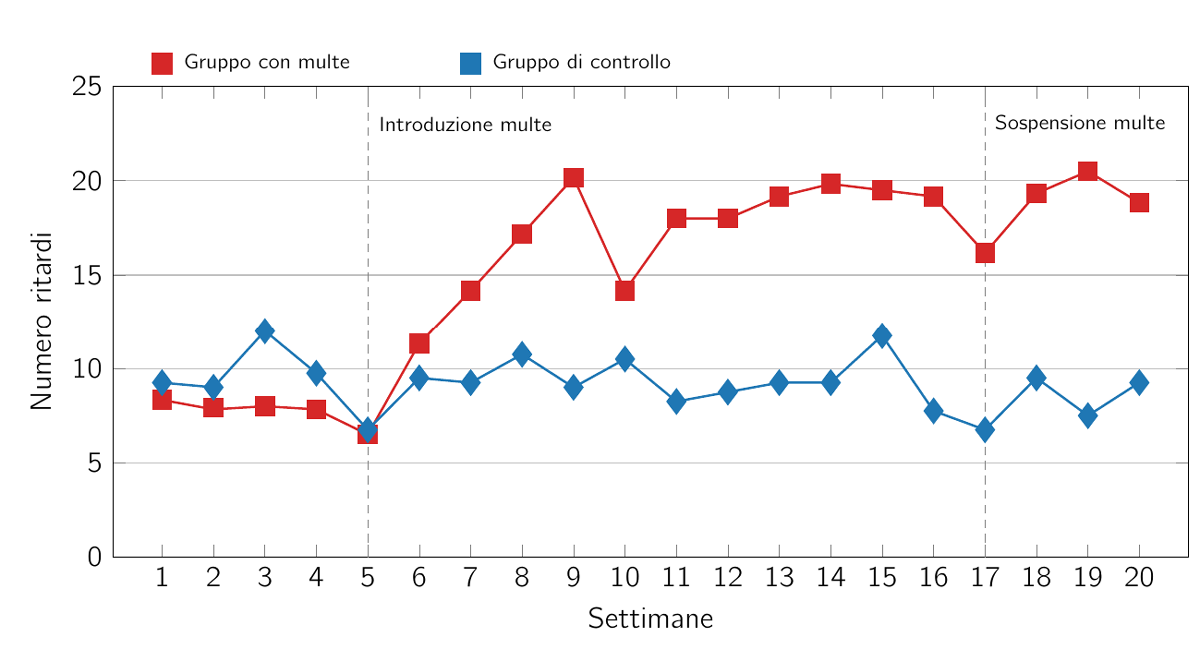 Gruppo con multe
Gruppo di controllo
25
Introduzione multe
Sospensione multe
20
15
10
5
0
Numero ritardi
1 2 3 4 5 6 7 8 9 10 11 12 13 14 15 16 17 18 19 20
Settimane